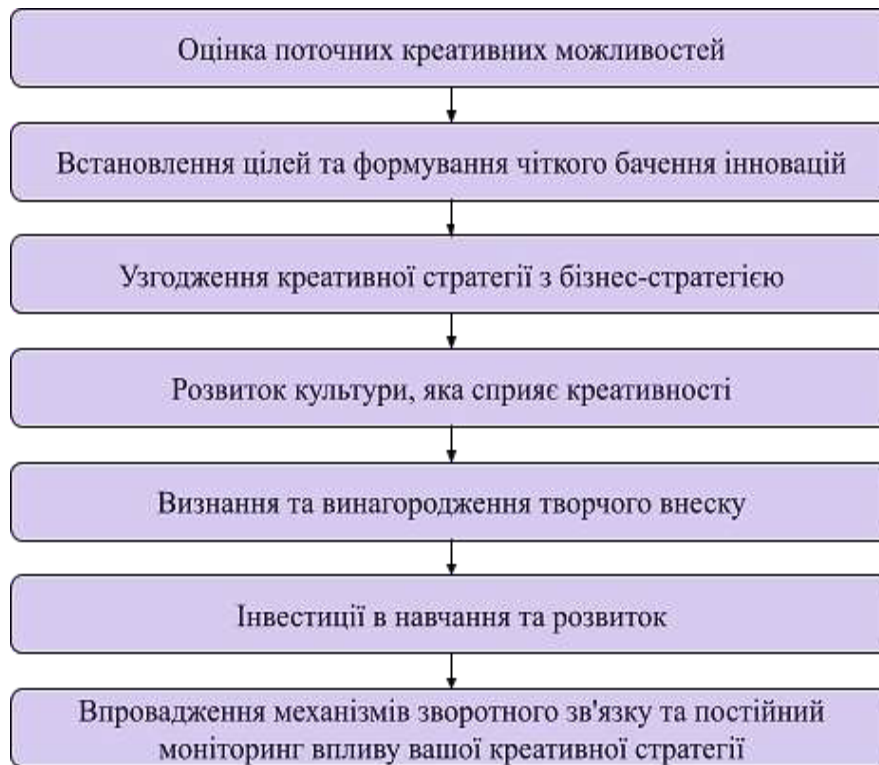 Оцінка поточних креативних можливостей
Встановлення цілей та формування чіткого бачення інновацій
Узгодження креативної стратегії з бізнес-стратегією
Розвиток культури, яка сприяє креативності
Визнання та винагородження творчого внеску
Інвестиції в навчання та розвиток
Впровадження механізмів зворотного зв'язку та постійний
моніторинг впливу вашої креативної стратегії